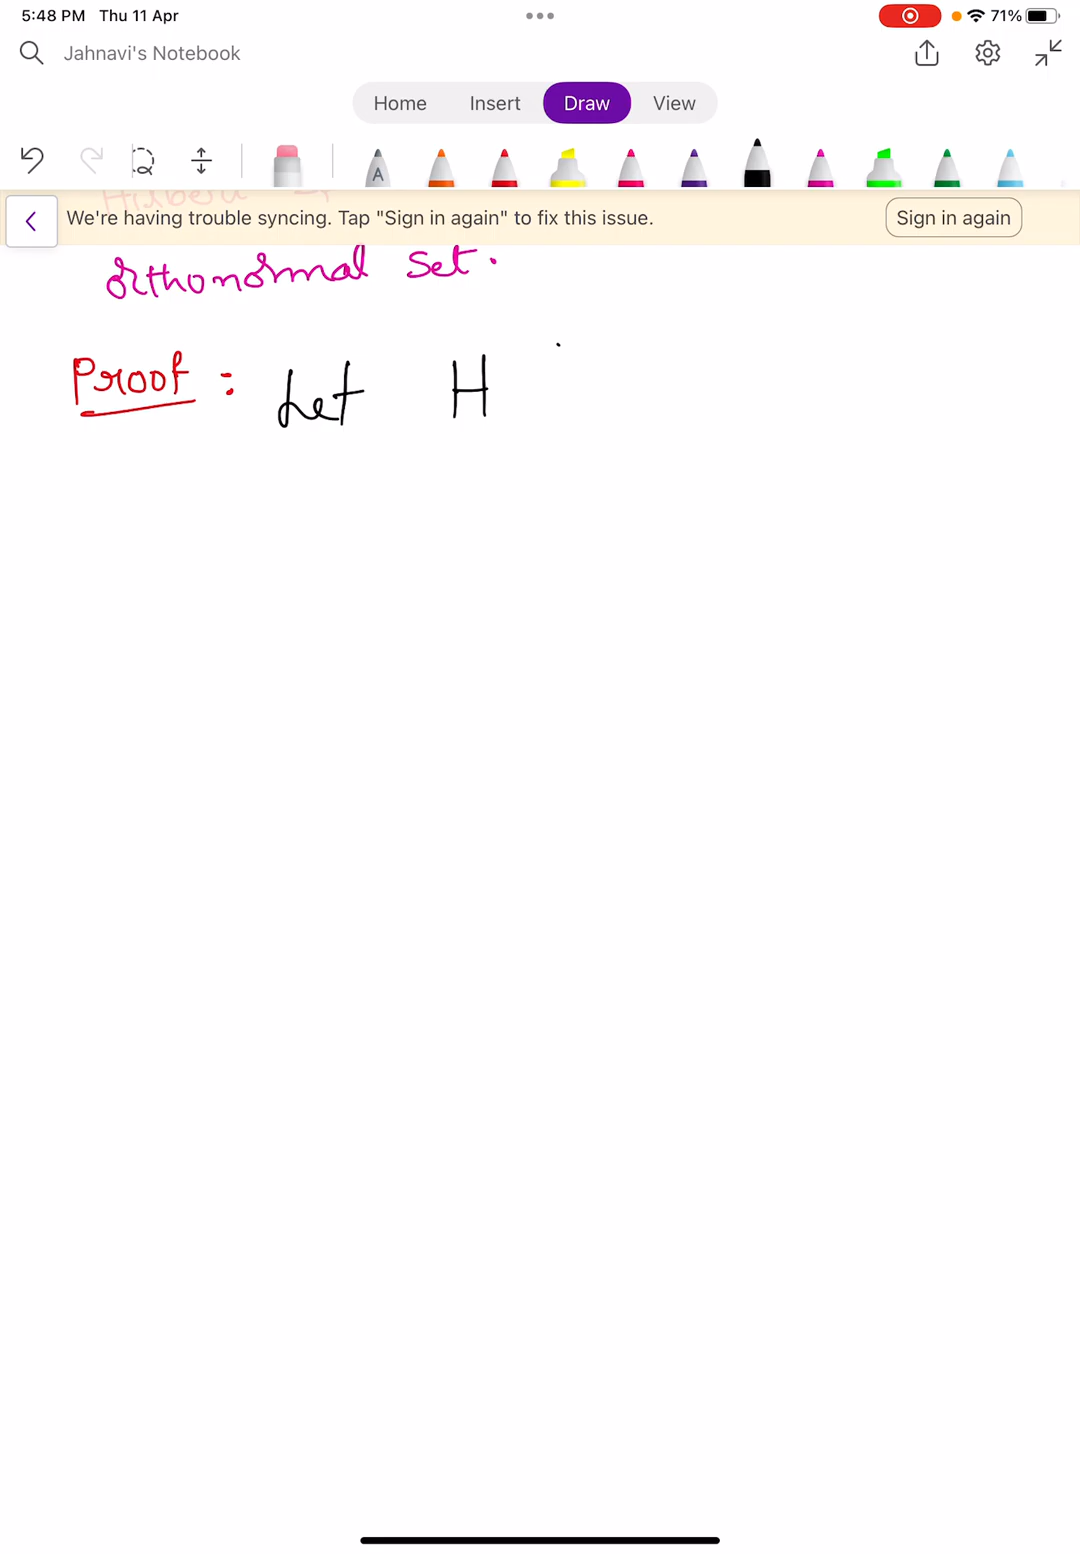 5:48 PM Thu 11 Apr
71%
Jahnavi's Notebook
Home Insert Draw View
A
We're having trouble syncing. Tap "Sign in again" to fix this issue.
Sign in again
orthonormal set.
Proof : Let H